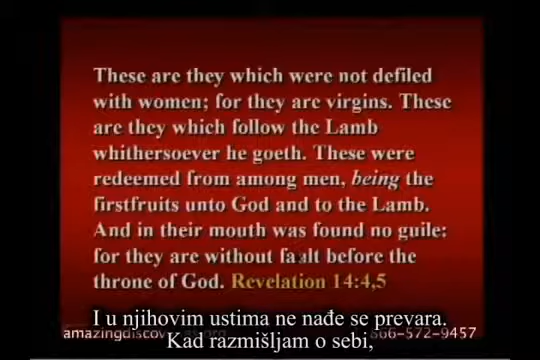 These are they which were not defiled
with women; for they are virgins. These
are they which follow the Lamb
whithersoever he goeth. These were
redeemed from among men, being the
firstfruits unto God and to the Lamb.
And in their mouth was found no guile:
for they are without fault before the
throne of God. Revelation 14:4,5
I u njihovim ustima ne nađe se prevara.
Kad razmišljam o sebi,
66-572-9457